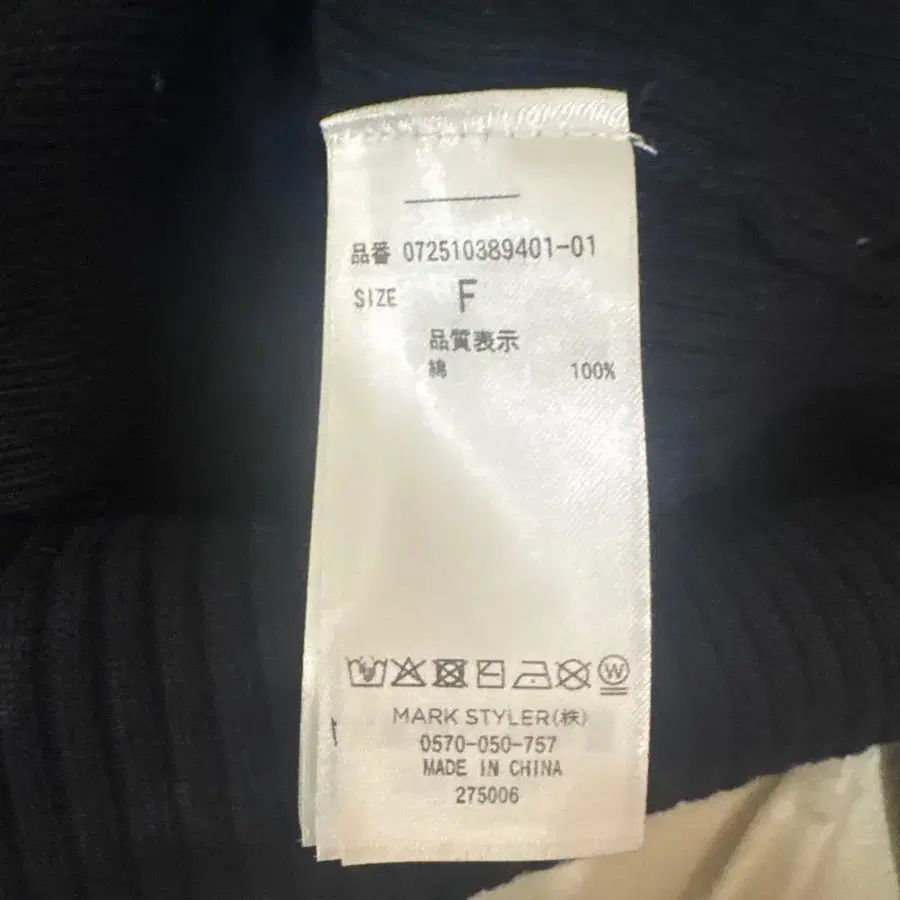 品番 072510389401-01
SIZE F
品質表示
綿 100%
W
MARK STYLER(株)
0570-050-757
MADE IN CHINA
275006